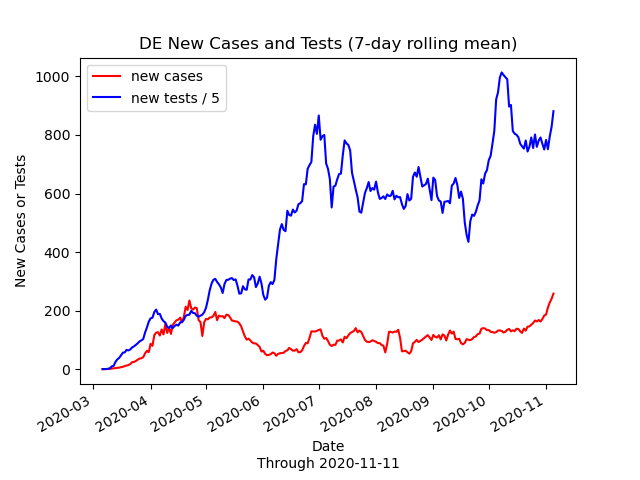 DE New Cases and Tests (7-day rolling mean)
new cases
new tests / 5
New Cases or Tests
1000
800
600
400
200
0
2020-03
2020-04
2020-05
2020-06
2020-07
2020-08
2020-09
2020-10
2020-11
Date
Through 2020-11-11